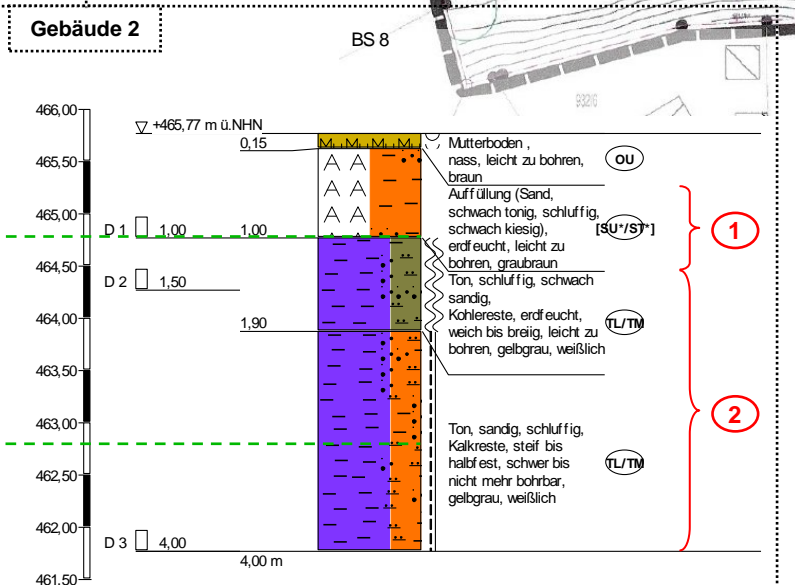 Gebäude 2
BS 8
932/6
466,00
465,50
465,00
464,50
464,00
463,50
463,00
462,50
462,00
461,50
+465,77 m ü.NHN
0,15
D 1 1,00 1,00
D 2 1,50
1,90
D 3 4,00
4,00 m
Mutterboden ,
nass, leicht zu bohren,
braun
OU
Auffüllung (Sand,
schwach tonig, schluffig,
schwach kiesig),
erdfeucht, leicht zu
bohren, graubraun
[SU*/ST*]
1
Ton, schluffig, schwach
sandig,
Kohlereste, erdfeucht,
weich bis breiig, leicht zu
bohren, gelbgrau, weißlich
TL/TM
2
Ton, sandig, schluffig,
Kalkreste, steif bis
halbfest, schwer bis
nicht mehr bohrbar,
gelbgrau, weißlich
TL/TM